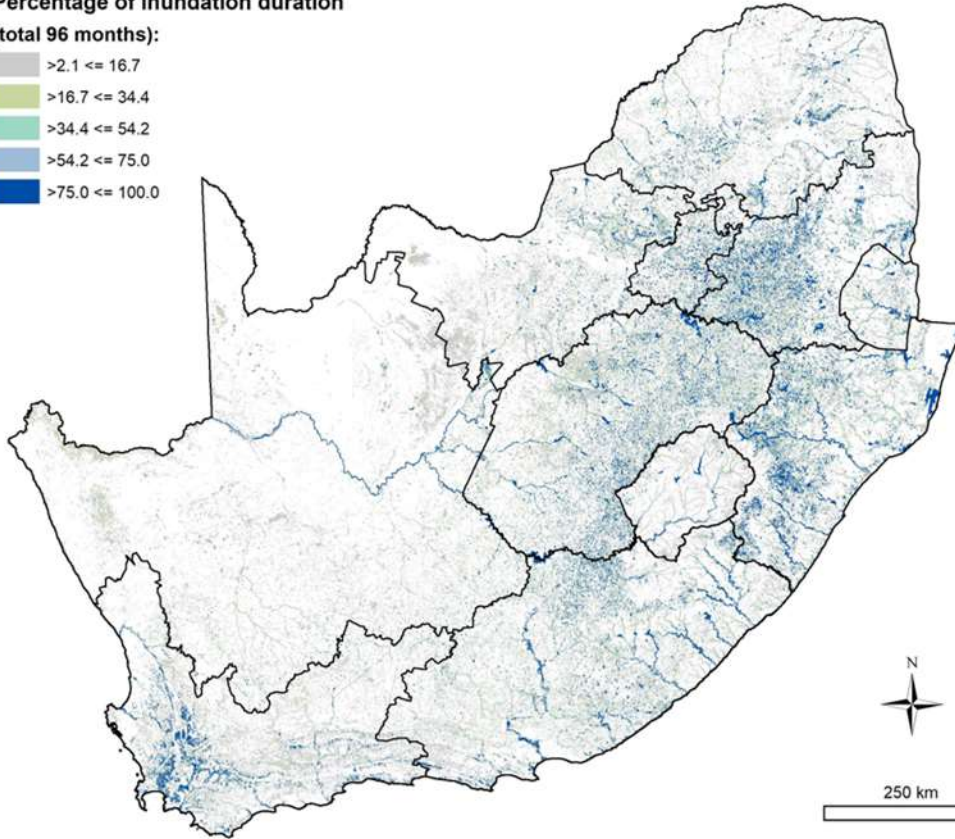 Percentage of inundation duration
total 96 months):
>2.1 <= 16.7
>16.7 <= 34.4
>34.4 <= 54.2
>54.2 <= 75.0
>75.0 <= 100.0
N
250 km